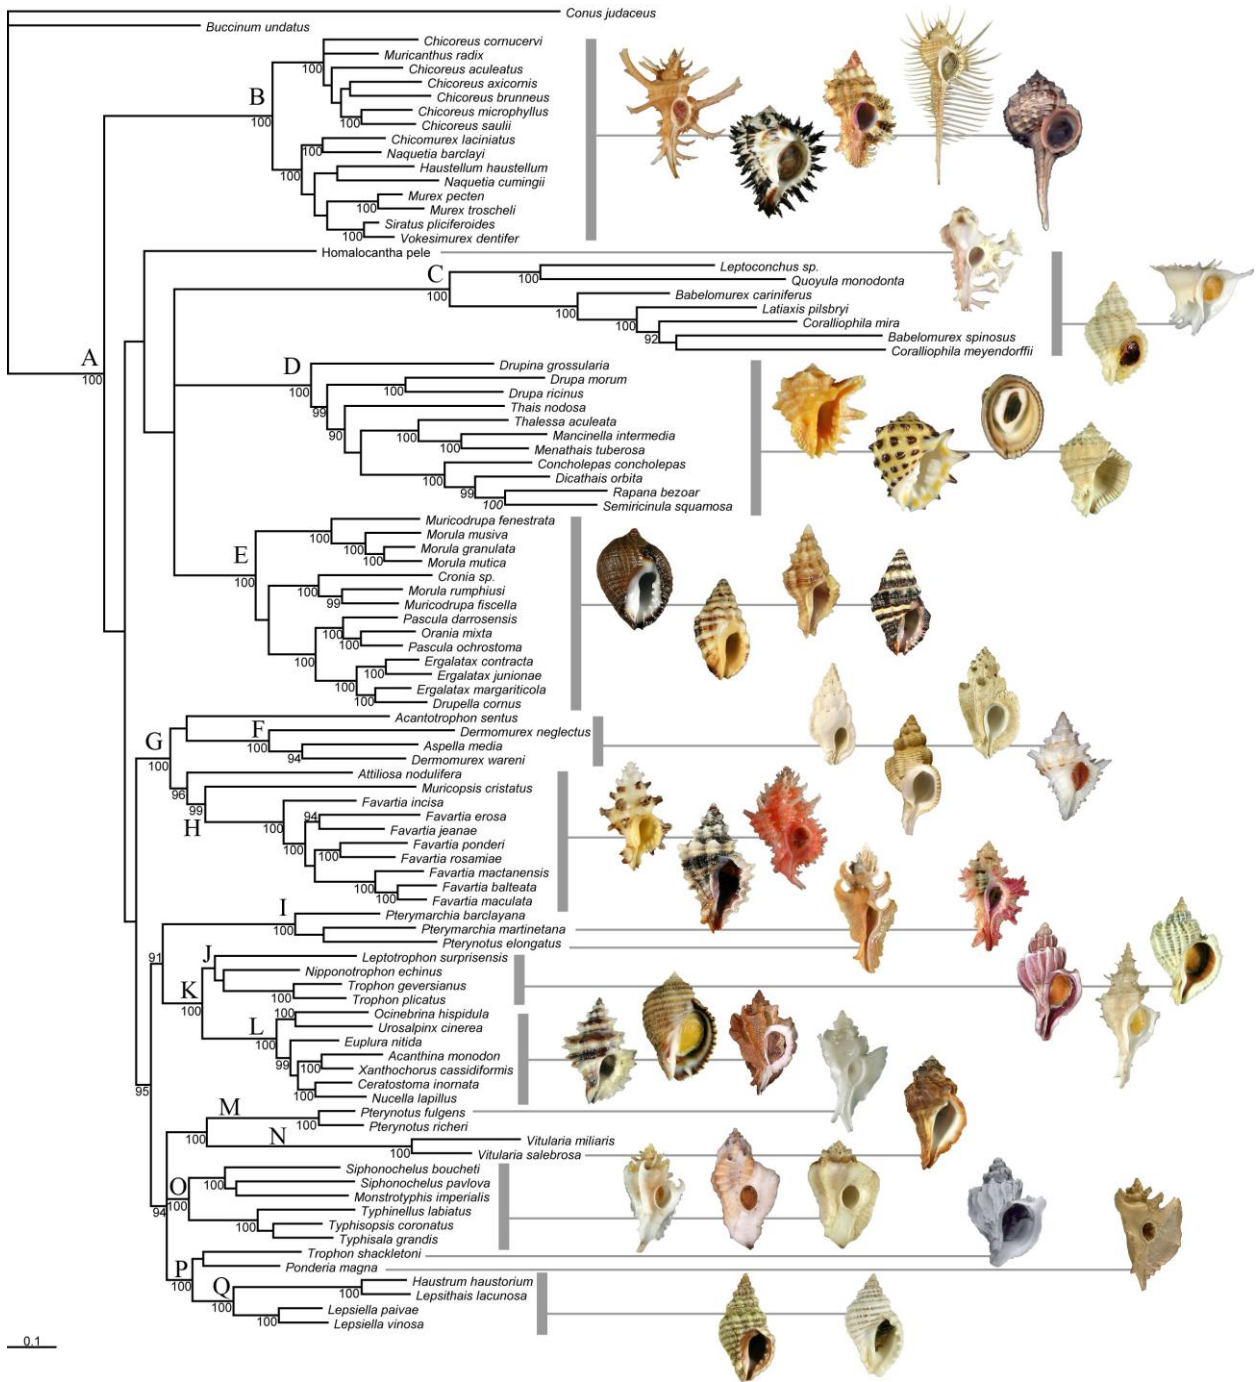 Conus judaceus
Buccinum undatus
Chicoreus cornucervi
Muricanthus radix
100
Chicoreus aculeatus
Chicoreus axicornis
B
Chicoreus brunneus
Chicoreus microphyllus
100
100
Chicoreus saulii
Chicomurex laciniatus
100
Naquetia barclayi
Haustellum haustellum
100
Naquetia cumingii
Murex pecten
100
Murex troscheli
Siratus pliciferoides
100
Vokesimurex dentifer
Homalocantha pele
C
Leptoconchus sp.
100
Quoyula monodonta
100
Babelomurex cariniferus
100
Latiaxis pilsbryi
100
Coralliophila mira
92
Babelomurex spinosus
Coralliophila meyendorffii
A
100
D
Drupina grossularia
Drupa morum
100
100
Drupa ricinus
99
Thais nodosa
Thalessa aculeata
90
100
Mancinella intermedia
100
Menathais tuberosa
Concholepas concholepas
100
Dicathais orbita
99
Rapana bezoar
100
Semiricinula squamosa
Muricodrupa fenestrata
100
Morula musiva
100
Morula granulata
100
Morula mutica
E
100
Cronia sp.
100
Morula rumphiusi
99
Muricodrupa fiscella
Pascula darrosensis
100
Orania mixta
100
Pascula ochrostoma
100
Ergalatax contracta
100
Ergalatax junionae
100
Ergalatax margariticola
100
Drupella cornus
Acantotrophon sentus
F
Dermomurex neglectus
G
100
Aspella media
94
Dermomurex wareni
100
Attiliosa nodulifera
96
Muricopsis cristatus
99
Favartia incisa
H
100
94
Favartia erosa
Favartia jeanae
Favartia ponderi
100
Favartia rosamiae
Favartia mactanensis
100
Favartia balteata
100
Favartia maculata
I
Pterymarchia barclayana
100
Pterymarchia martinetana
Pterynotus elongatus
91
J
Leptotrophon surprisensis
Nipponotrophon echinus
K
100
Trophon geversianus
100
Trophon plicatus
Ocinebrina hispidula
100
L
Urosalpinx cinerea
100
Euplura nitida
99
Acanthina monodon
100
Xanthochorus cassidiformis
Ceratostoma inornata
100
Nucella lapillus
95
M
Pterynotus fulgens
100
100
Pterynotus richeri
N
Vitularia miliaris
100
Vitularia salebrosa
Siphonochelus boucheti
O
Siphonochelus pavlova
100
Monstrotyphis imperialis
94
Typhinellus labiatus
100
Typhisopsis coronatus
Typhisala grandis
Trophon shackletoni
P
Ponderia magna
100
Q
Haustrum haustorium
100
Lepsithais lacunosa
100
Lepsiella paivae
100
Lepsiella vinosa
0.1